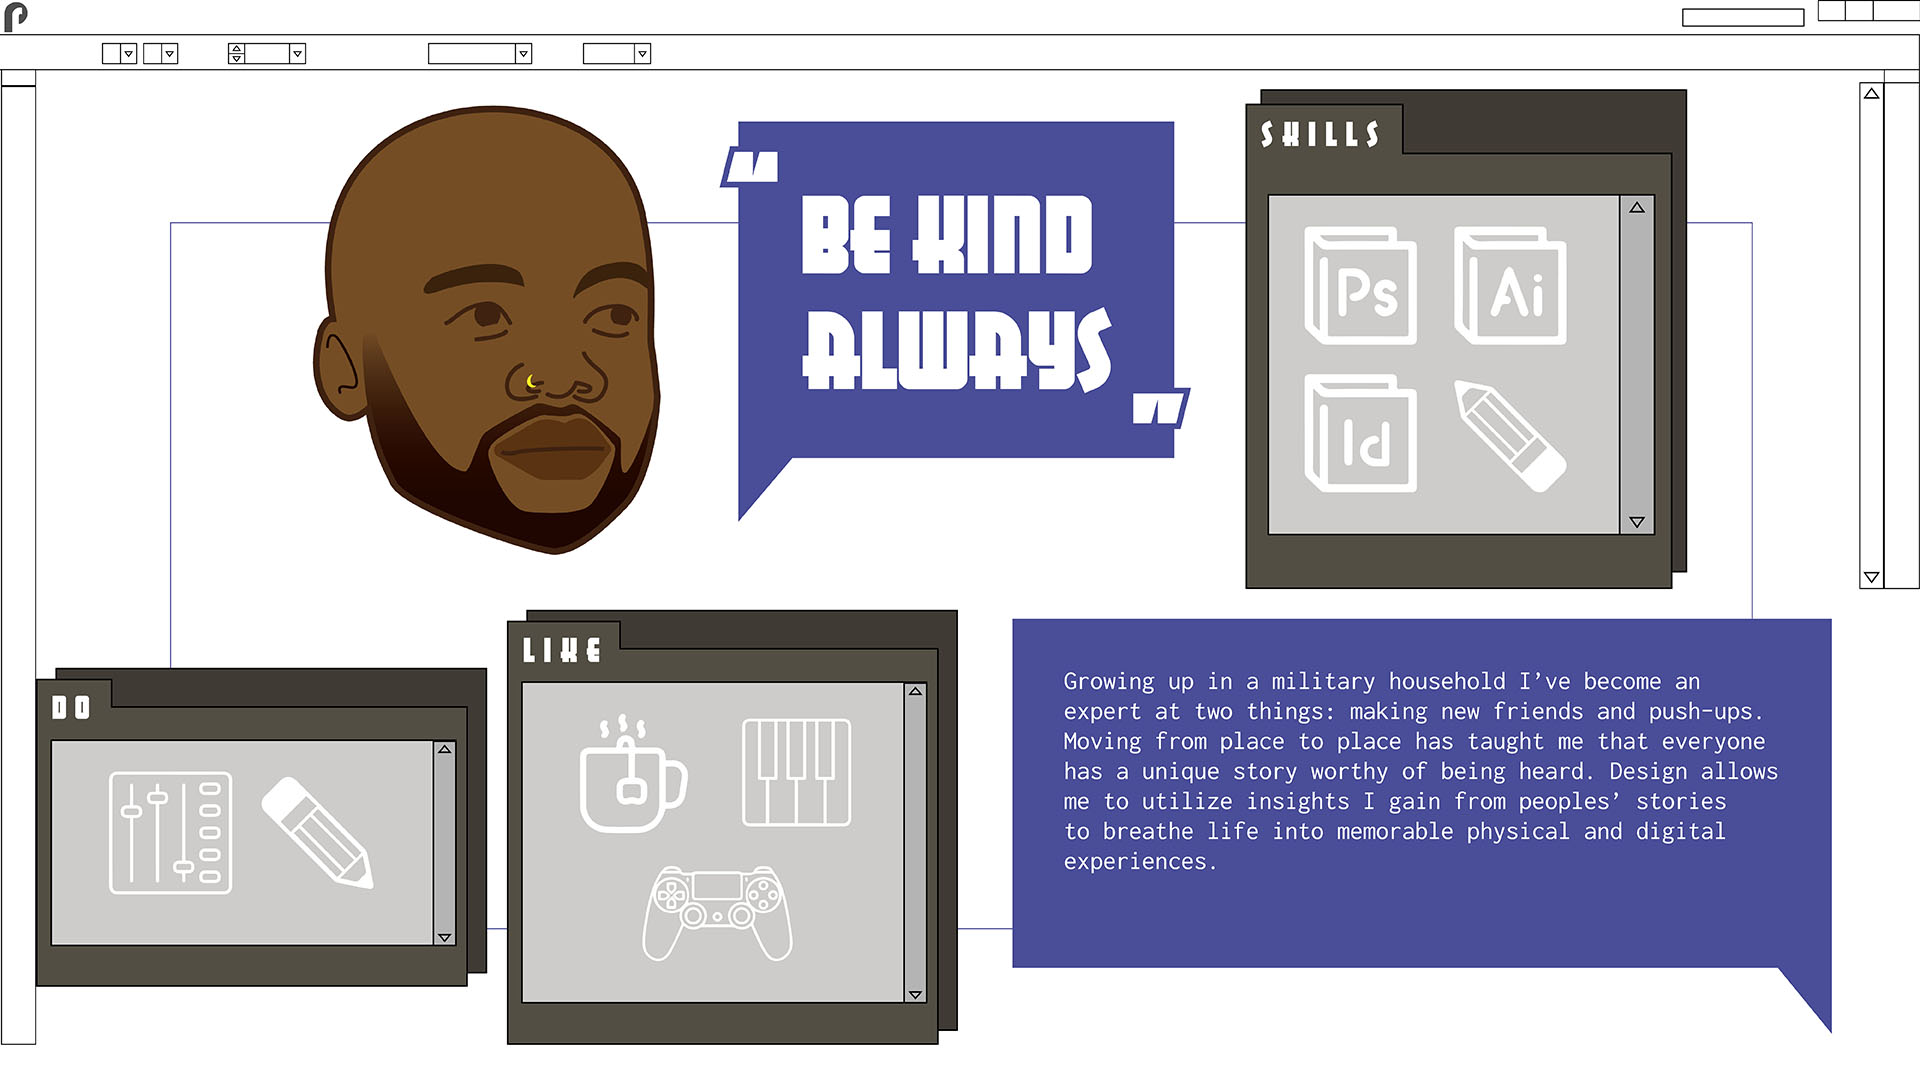 “
BE KIND
ALWAYS
”
SKILLS
Ps
Ai
Id
DO
LIKE
Growing up in a military household I’ve become an
expert at two things: making new friends and push-ups.
Moving from place to place has taught me that everyone
has a unique story worthy of being heard. Design allows
me to utilize insights I gain from peoples’ stories
to breathe life into memorable physical and digital
experiences.